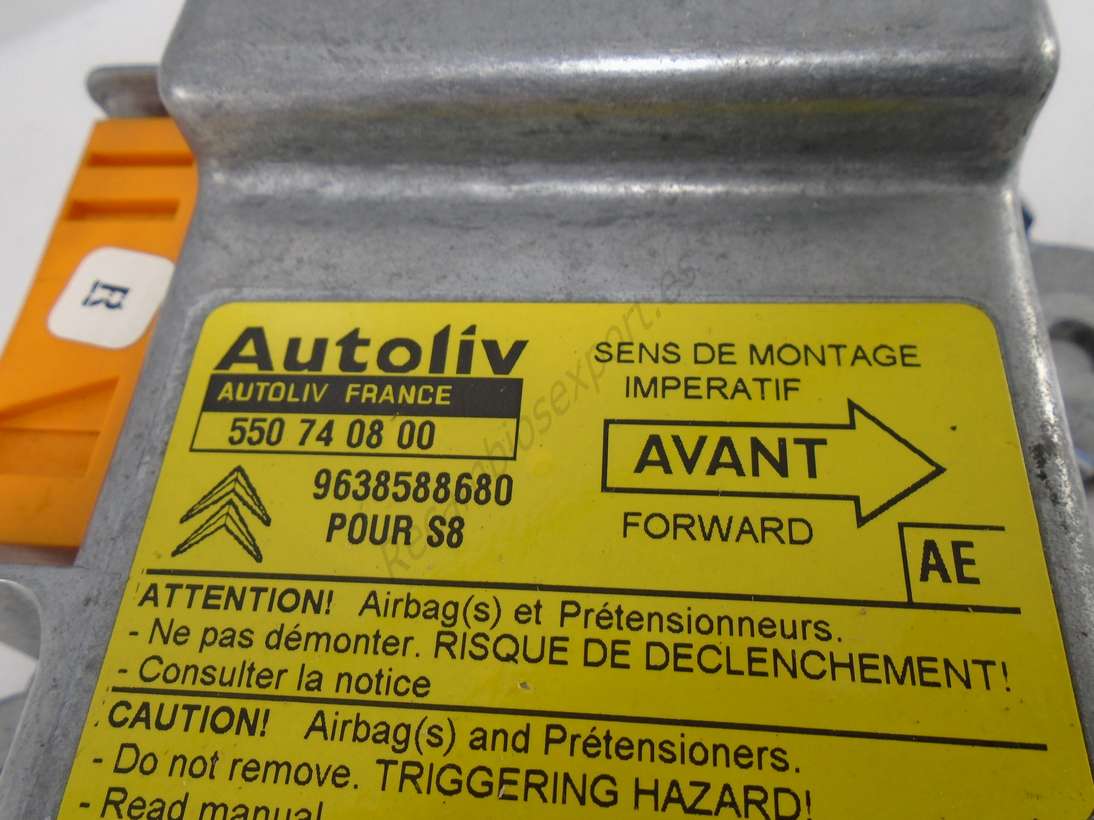 R
Autoliv
AUTOLIV FRANCE
550 74 08 00
9638588680
POUR S8
SENS DE MONTAGE
IMPERATIF
AVANT
FORWARD
AE
ATTENTION! Airbag(s) et Prétensionneurs.
- Ne pas démonter. RISQUE DE DECLENCHEMENT!
- Consulter la notice
CAUTION! Airbag(s) and Prétensioners.
- Do not remove. TRIGGERING HAZARD!
- Read manual
Recambiosexport.es